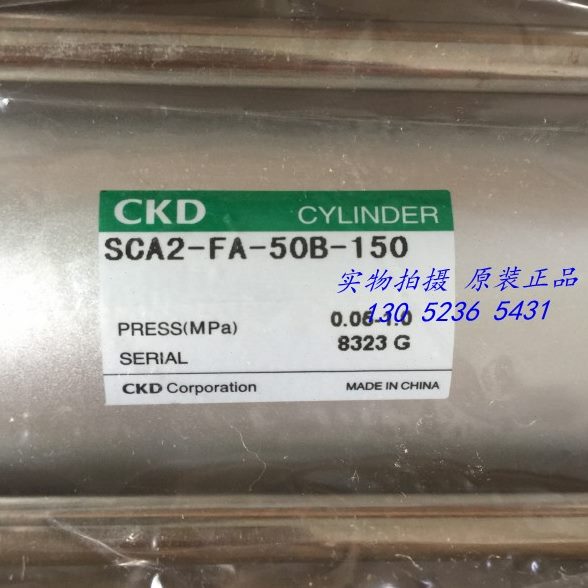 CKD CYLINDER
SCA2-FA-50B-150
实物拍摄 原装正品
130 5236 5431
PRESS(MPa) 0.06-1.0
SERIAL 8323 G
CKD Corporation MADE IN CHINA